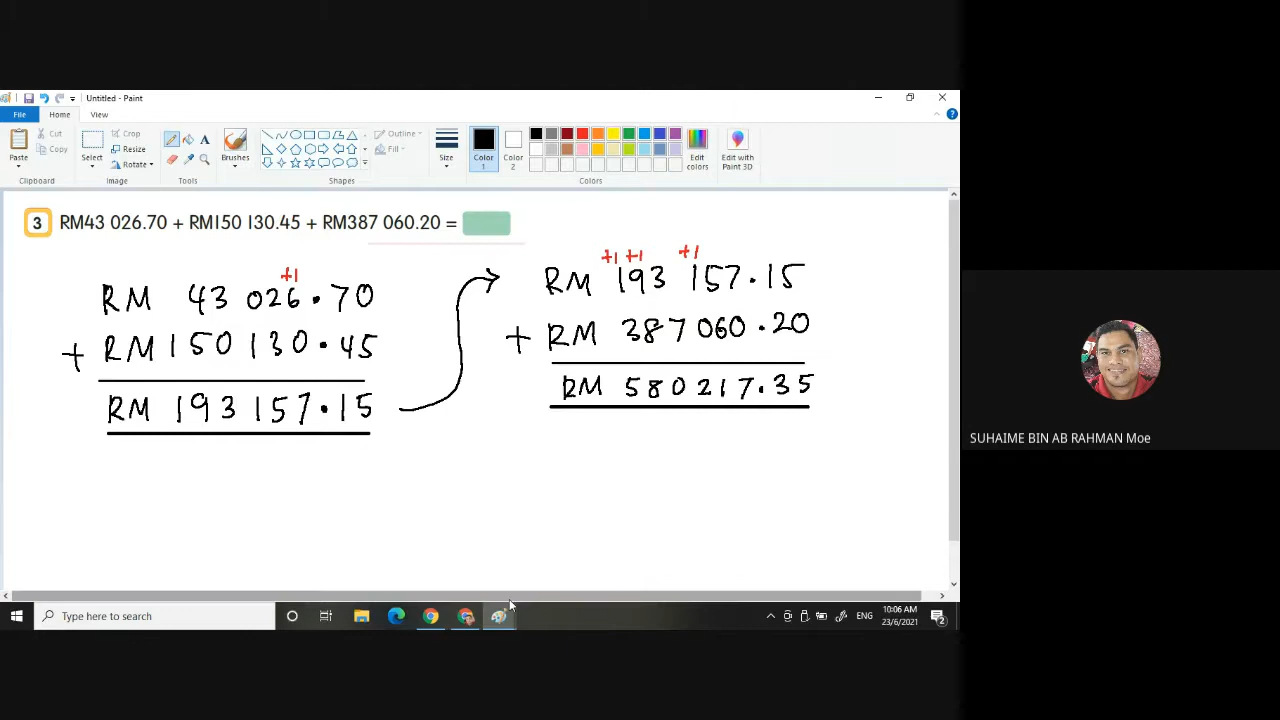 Untitled - Paint
File Home View
Paste
Cut
Copy
Clipboard
Select
Crop
Resize
Rotate
Image
Tools
Brushes
Shapes
Outline
Fill
Size
Color 1
Color 2
Colors
Edit colors
Edit with Paint 3D
3 RM43 026.70 + RM150 130.45 + RM387 060.20 =
+1
RM 43 026.70
+ RM 150 130.45
RM 193 157.15
+1 +1 +1
RM 193 157.15
+ RM 387 060.20
RM 580 217.35
SUHAIME BIN AB RAHMAN Moe
Type here to search
ENG
10:06 AM
23/6/2021
2